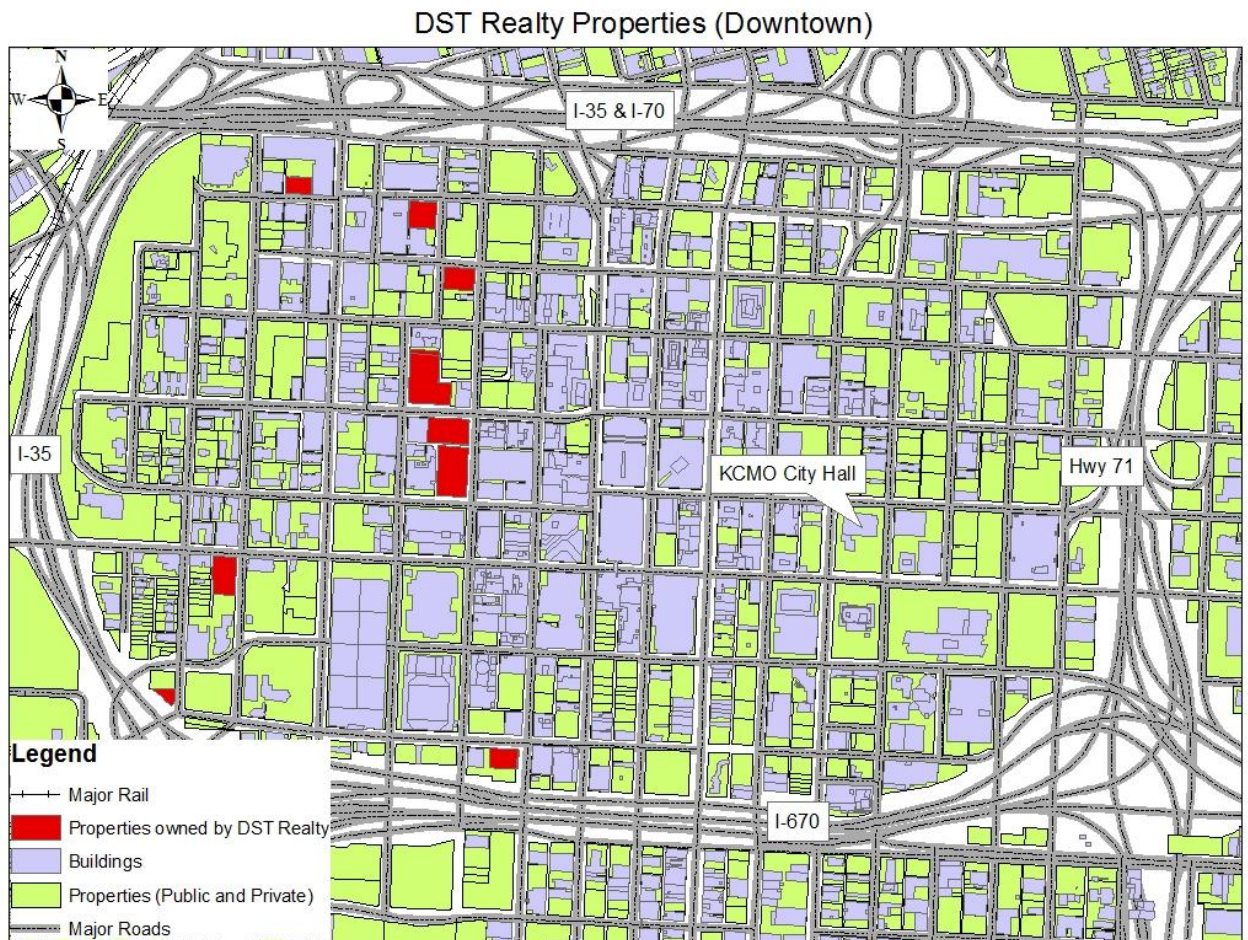 DST Realty Properties (Downtown)
N
W E
S
I-35 & I-70
I-35
KCMO City Hall
Hwy 71
I-670
Legend
Major Rail
Properties owned by DST Realty
Buildings
Properties (Public and Private)
Major Roads